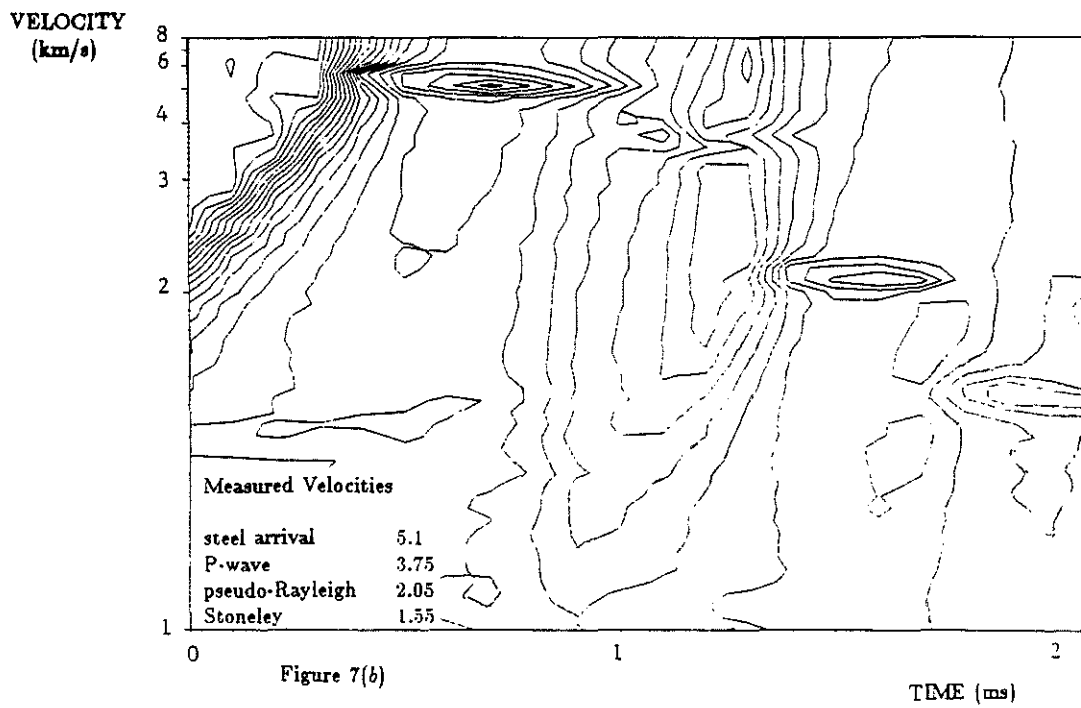 VELOCITY
(km/s)
8
6
4
3
2
1
Measured Velocities
steel arrival 5.1
P-wave 3.75
pseudo-Rayleigh 2.05
Stoneley 1.55
0 1 2
Figure 7(b)
TIME (ms)